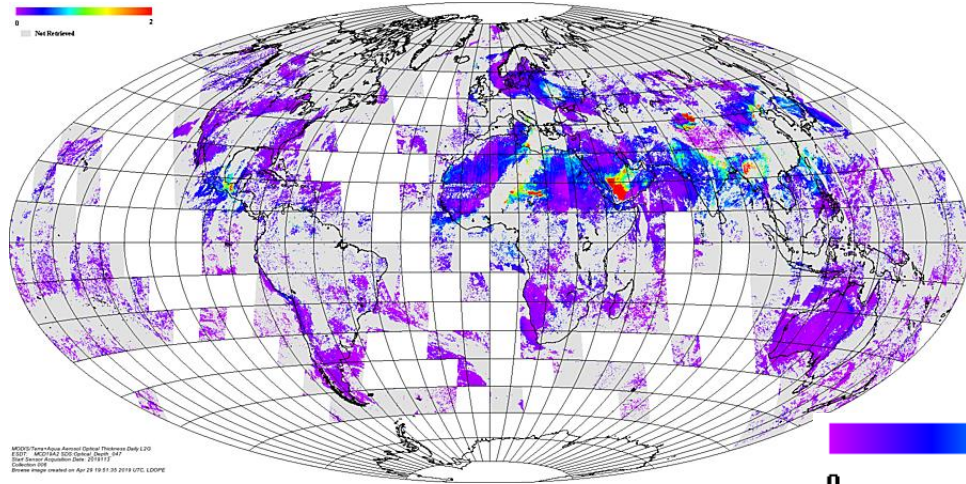 0 2
Not Retrieved
MODIS/Terra+Aqua Aerosol Optical Thickness Daily L2G
ESDT: MCD19A2 SDS:Optical_Depth_047
Start Sensor Acquisition Date: 2019113
Collection 006
Browse image created on Apr 29 19:51:35 2019 UTC, LDOPE
0